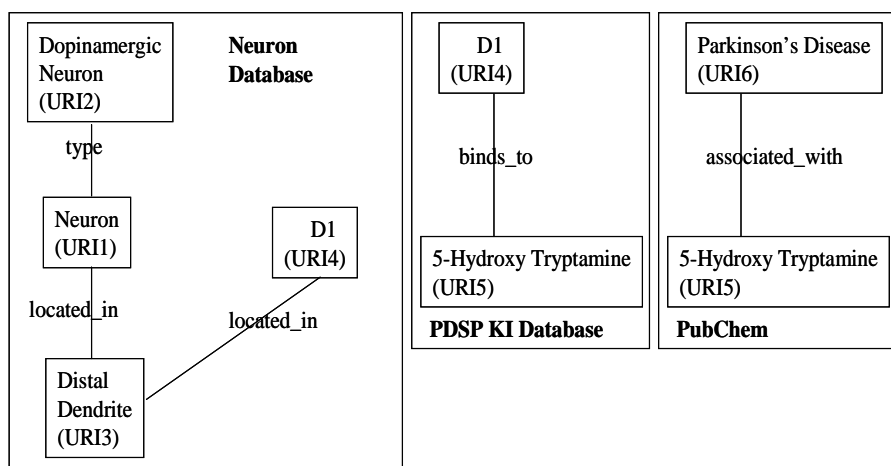 Dopinamergic
Neuron
(URI2)
Neuron
Database
type
Neuron
(URI1)
D1
(URI4)
located_in
located_in
Distal
Dendrite
(URI3)
D1
(URI4)
binds_to
5-Hydroxy Tryptamine
(URI5)
PDSP KI Database
Parkinson's Disease
(URI6)
associated_with
5-Hydroxy Tryptamine
(URI5)
PubChem